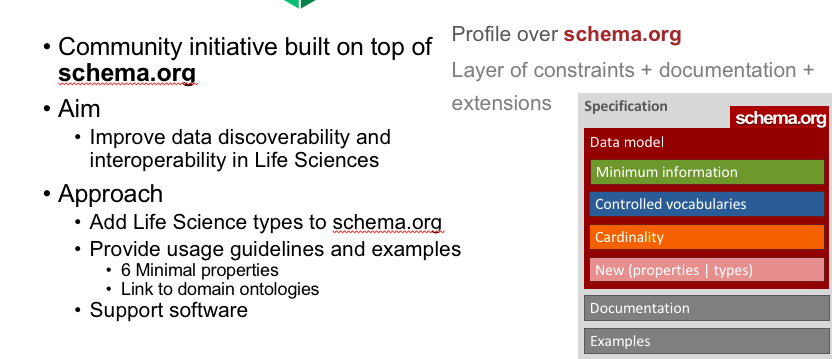 • Community initiative built on top of
schema.org
• Aim
• Improve data discoverability and
interoperability in Life Sciences
• Approach
• Add Life Science types to schema.org
• Provide usage guidelines and examples
• 6 Minimal properties
• Link to domain ontologies
• Support software
Profile over schema.org
Layer of constraints + documentation +
extensions
Specification
schema.org
Data model
Minimum information
Controlled vocabularies
Cardinality
New (properties | types)
Documentation
Examples